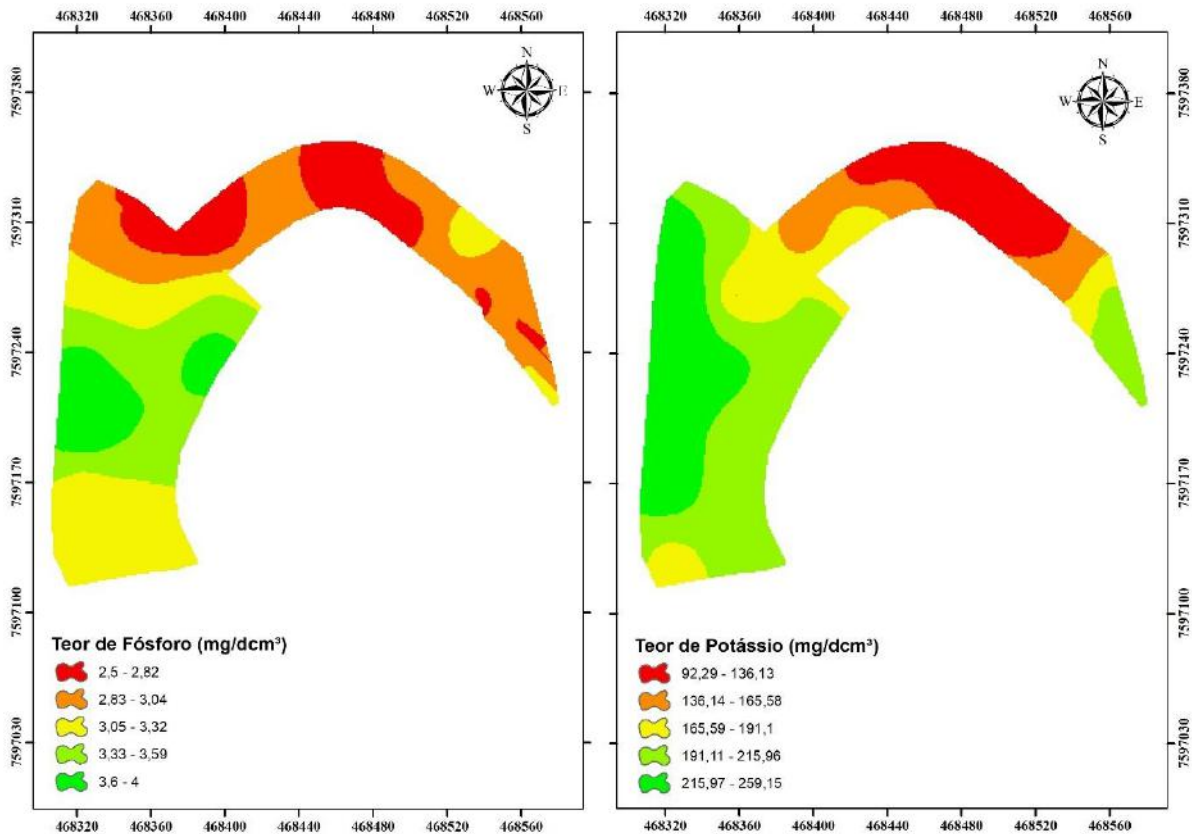 468320 468360 468400 468440 468480 468520 468560
468320 468360 468400 468440 468480 468520 468560
7597380
7597310
7597240
7597170
7597100
7597030
N
W E
S
Teor de Fósforo (mg/dcm³)
2,5 - 2,82
2,83 - 3,04
3,05 - 3,32
3,33 - 3,59
3,6 - 4
N
W E
S
Teor de Potássio (mg/dcm³)
92,29 - 136,13
136,14 - 165,58
165,59 - 191,1
191,11 - 215,96
215,97 - 259,15
7597380
7597310
7597240
7597170
7597100
7597030
468320 468360 468400 468440 468480 468520 468560
468320 468360 468400 468440 468480 468520 468560